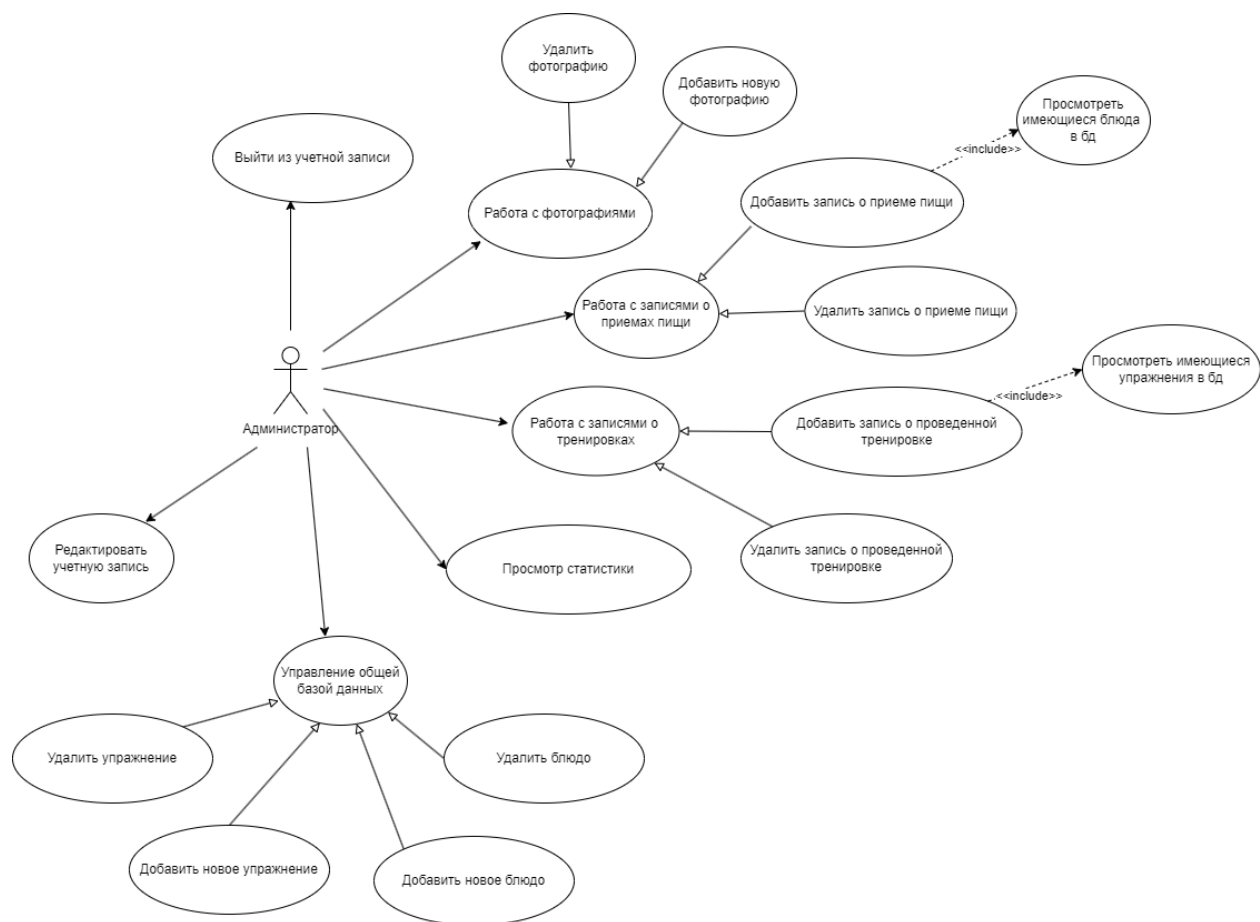 Удалить
фотографию
Добавить новую
фотографию
Просмотреть
имеющиеся блюда
в бд
Выйти из учетной записи
<<include>>
Работа с фотографиями
Добавить запись о приеме пищи
Работа с записями о
приемах пищи
Удалить запись о приеме пищи
Просмотреть имеющиеся
упражнения в бд
<<include>>
Администратор
Работа с записями о
тренировках
Добавить запись о проведенной
тренировке
Редактировать
учетную запись
Просмотр статистики
Удалить запись о проведенной
тренировке
Управление общей
базой данных
Удалить упражнение
Удалить блюдо
Добавить новое упражнение
Добавить новое блюдо